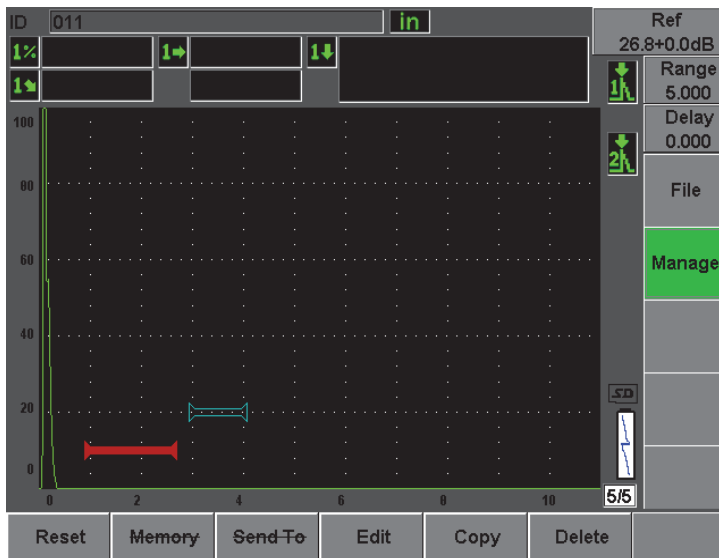 ID 011 in
Ref
26.8+0.0dB
1% 1 1
1
1
Range
5.000
Delay
0.000
2
File
Manage
100
80
60
40
20
0
0 2 4 6 8 10
SD
5/5
Reset Memory Send To Edit Copy Delete